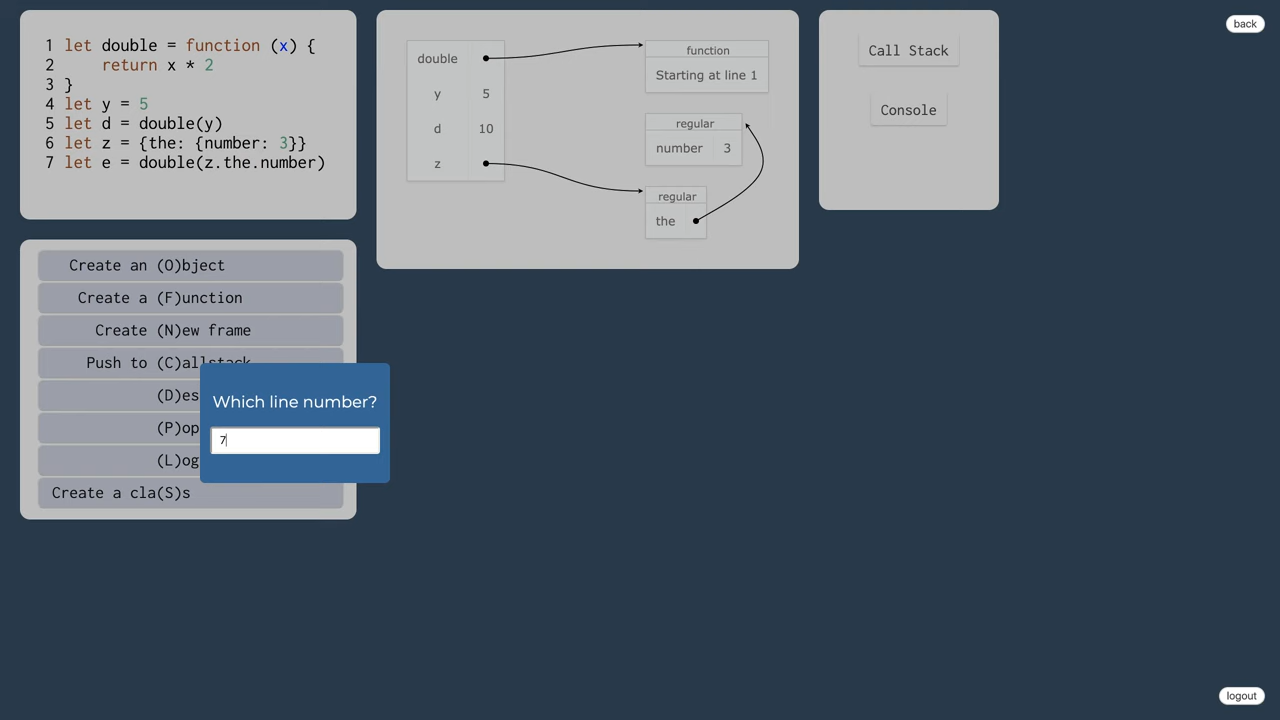 1 let double = function (x) {
2     return x * 2
3 }
4 let y = 5
5 let d = double(y)
6 let z = {the: {number: 3}}
7 let e = double(z.the.number)
double
y 5
d 10
z
function
Starting at line 1
regular
number 3
regular
the
Call Stack
Console
back
Create an (O)bject
Create a (F)unction
Create (N)ew frame
Push to (C)allstack
(D)es
(P)op
(L)og
Create a cla(S)s
Which line number?
7
logout